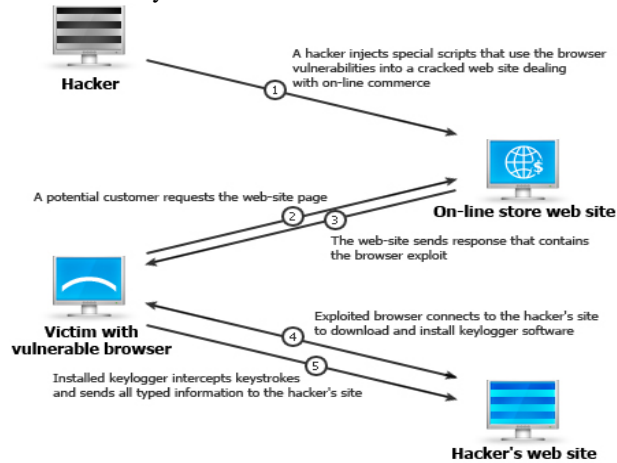 A hacker injects special scripts that use the browser
vulnerabilities into a cracked web site dealing
with on-line commerce
Hacker
1
A potential customer requests the web-site page
2
3
On-line store web site
The web-site sends response that contains
the browser exploit
Exploited browser connects to the hacker's site
to download and install keylogger software
4
Victim with
vulnerable browser
5
Installed keylogger intercepts keystrokes
and sends all typed information to the hacker's site
Hacker's web site